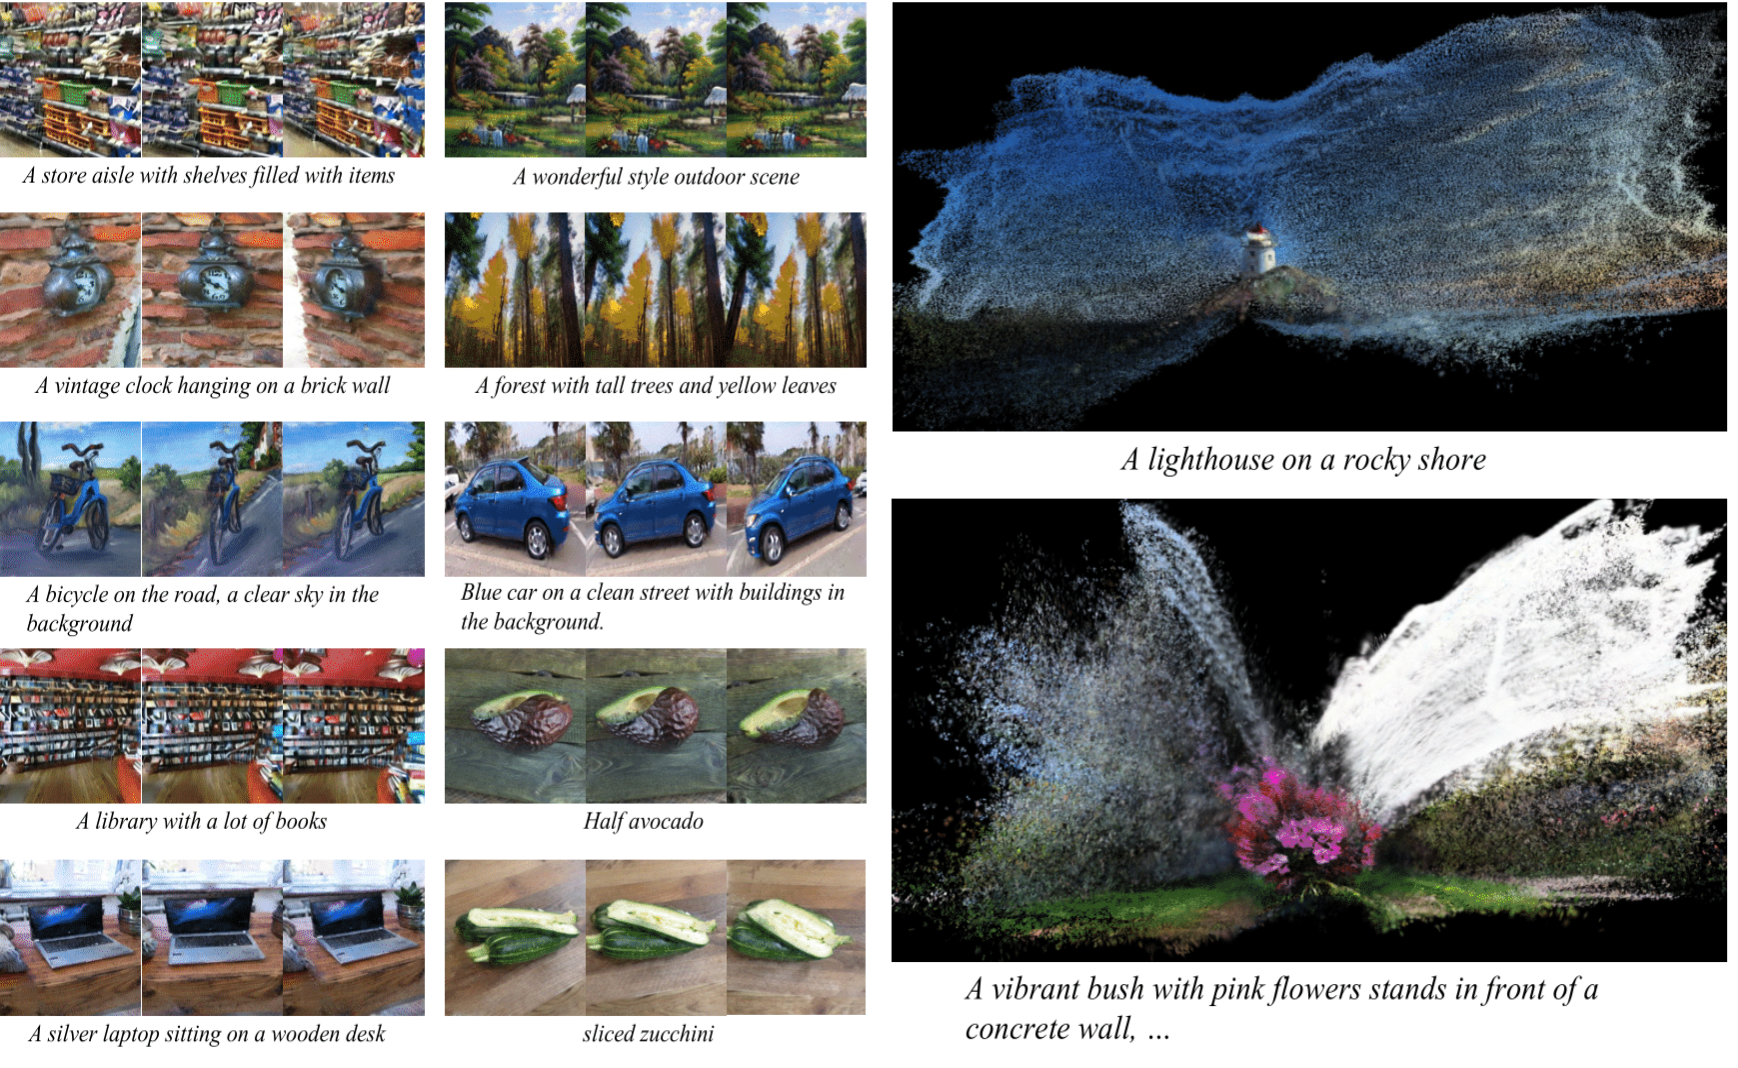 A store aisle with shelves filled with items
A wonderful style outdoor scene
A vintage clock hanging on a brick wall
A forest with tall trees and yellow leaves
A bicycle on the road, a clear sky in the
background
Blue car on a clean street with buildings in
the background.
A library with a lot of books
Half avocado
A silver laptop sitting on a wooden desk
sliced zucchini
A lighthouse on a rocky shore
A vibrant bush with pink flowers stands in front of a
concrete wall, ...